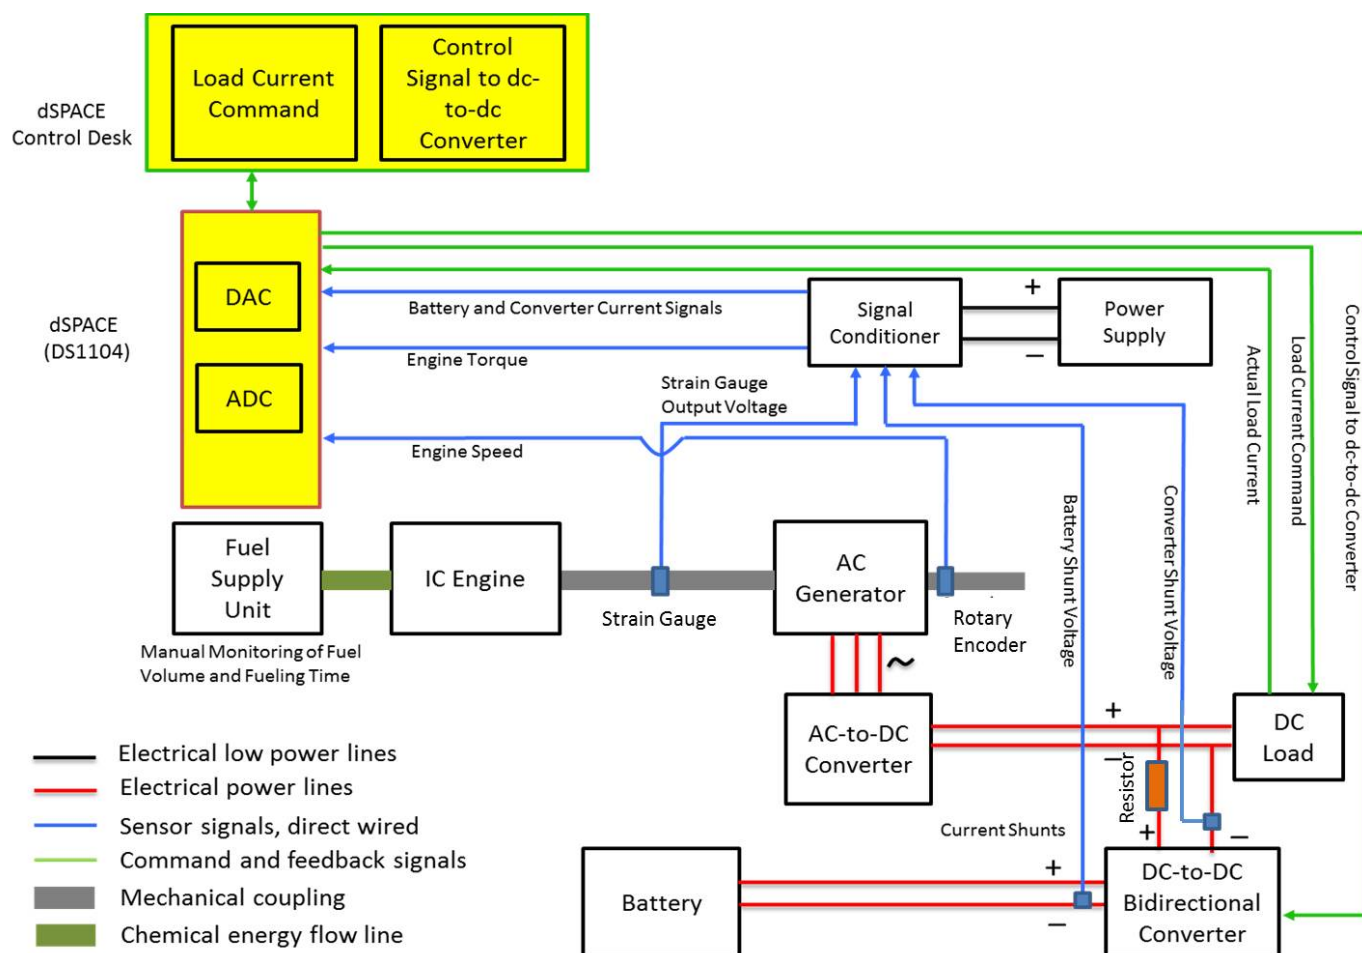 dSPACE
Control Desk
Load Current
Command
Control
Signal to dc-
to-dc
Converter
dSPACE
(DS1104)
DAC
ADC
Battery and Converter Current Signals
Engine Torque
Engine Speed
Strain Gauge
Output Voltage
Signal
Conditioner
+
−
Power
Supply
Actual Load Current
Load Current Command
Control Signal to dc-to-dc Converter
Battery Shunt Voltage
Converter Shunt Voltage
Fuel
Supply
Unit
Manual Monitoring of Fuel
Volume and Fueling Time
IC Engine
Strain Gauge
AC
Generator
Rotary
Encoder
~
AC-to-DC
Converter
+
−
DC
Load
Resistor
+
−
Current Shunts
Battery
+
−
DC-to-DC
Bidirectional
Converter
Electrical low power lines
Electrical power lines
Sensor signals, direct wired
Command and feedback signals
Mechanical coupling
Chemical energy flow line